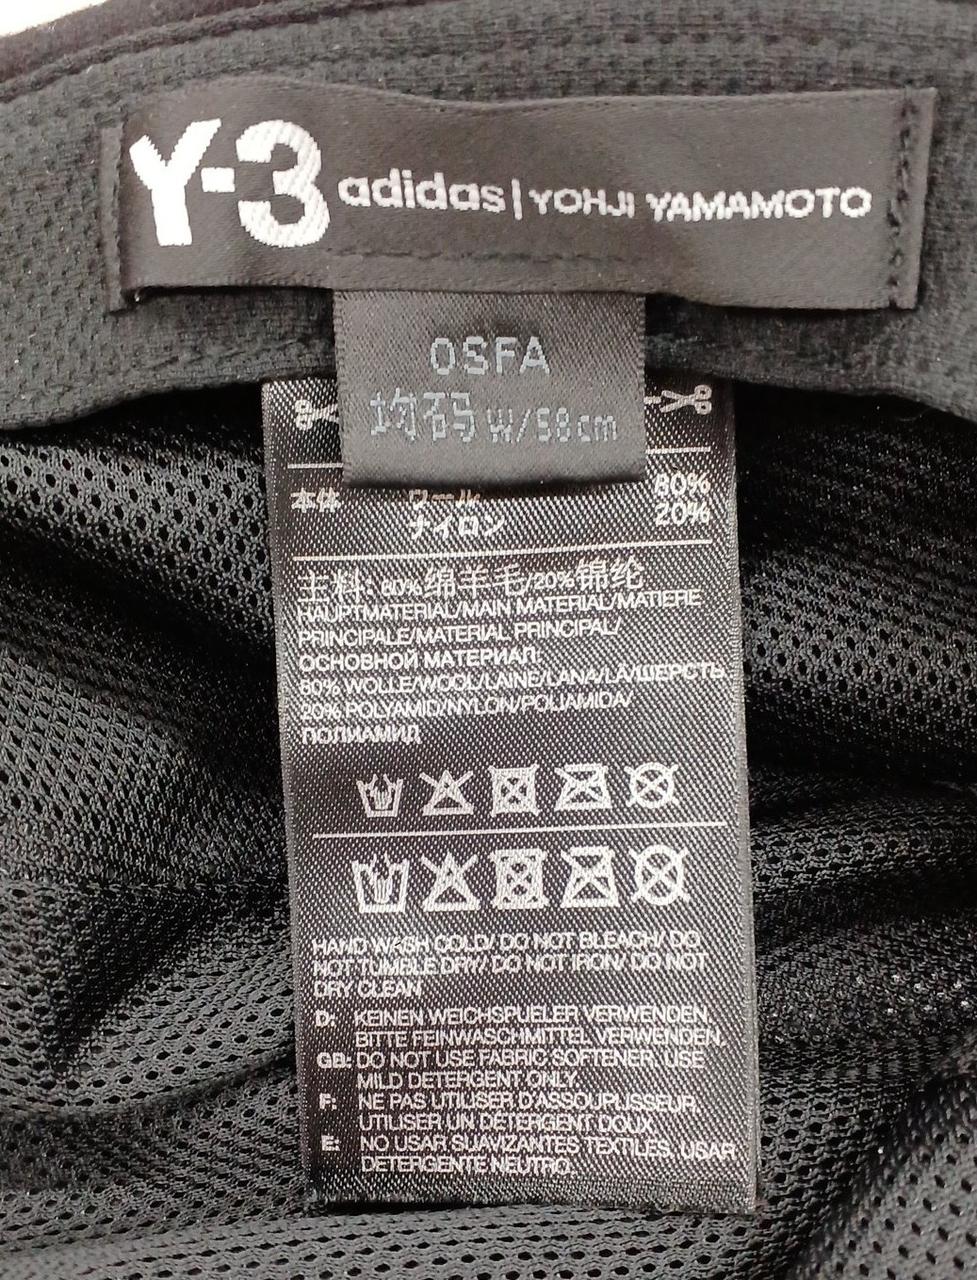 Y-3 adidas | YOHJI YAMAMOTO
OSFA
均码 W/58cm
本体 ウール 80%
ナイロン 20%
主料: 80%绵羊毛/20%锦纶
HAUPTMATERIAL/MAIN MATERIAL/MATIERE
PRINCIPALE/MATERIAL PRINCIPAL/
ОСНОВНОЙ МАТЕРИАЛ:
80% WOLLE/WOOL/LAINE/LANA/LÃ/ШЕРСТЬ
20% POLYAMID/NYLON/POLIAMIDA/
ПОЛИАМИД
HAND WASH COLD/ DO NOT BLEACH/ DO
NOT TUMBLE DRY/ DO NOT IRON/ DO NOT
DRY CLEAN
D: KEINEN WEICHSPUELER VERWENDEN,
BITTE FEINWASCHMITTEL VERWENDEN.
GB: DO NOT USE FABRIC SOFTENER, USE
MILD DETERGENT ONLY.
F: NE PAS UTILISER D'ASSOUPLISSEUR,
UTILISER UN DETERGENT DOUX
E: NO USAR SUAVIZANTES TEXTILES, USAR
DETERGENTE NEUTRO.